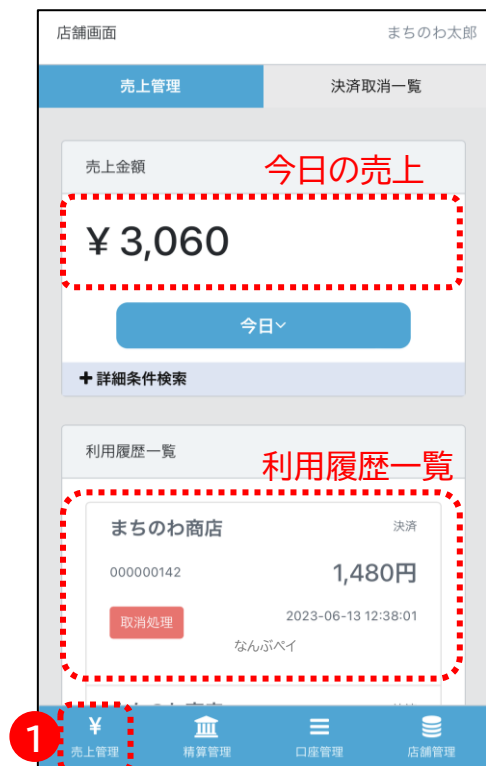 店舗画面 まちのわ太郎
売上管理 決済取消一覧
売上金額 今日の売上
¥ 3,060
今日
+ 詳細条件検索
利用履歴一覧 利用履歴一覧
まちのわ商店 決済
000000142 1,480円
取消処理 2023-06-13 12:38:01
なんぶペイ
1 ¥
売上管理 精算管理 口座管理 店舗管理